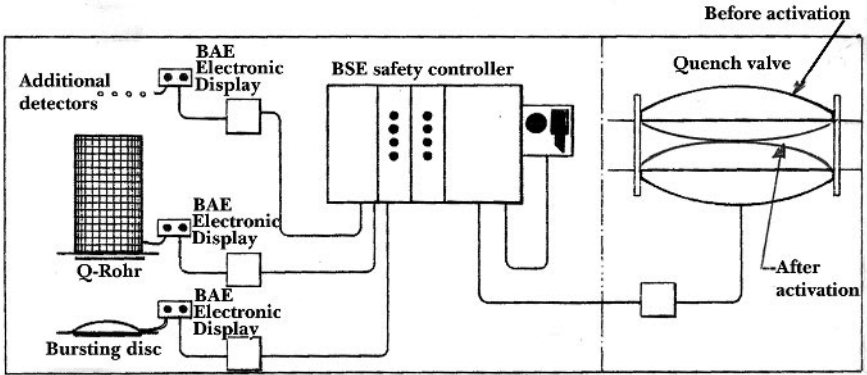 Before activation
BAE
Electronic
Display
Additional
detectors
BSE safety controller
Quench valve
BAE
Electronic
Display
Q-Rohr
After
activation
BAE
Electronic
Display
Bursting disc